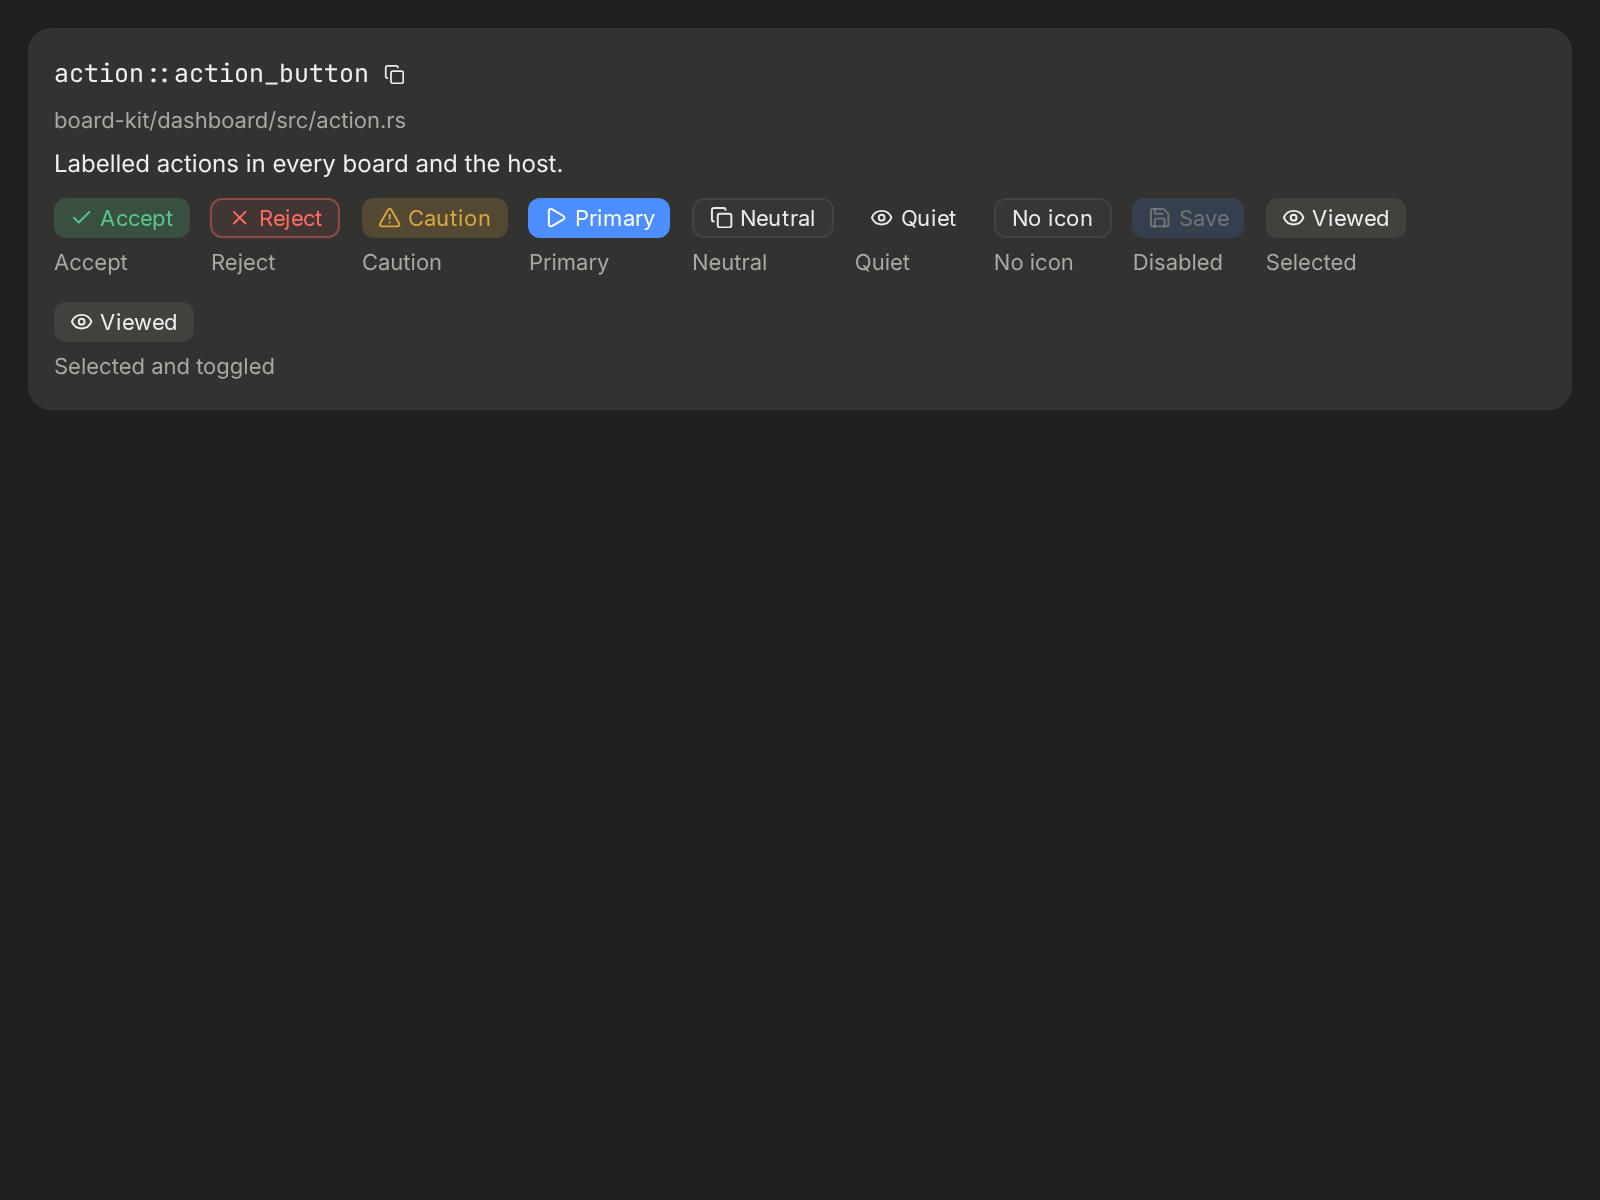 action::action_button
board-kit/dashboard/src/action.rs
Labelled actions in every board and the host.
Accept Reject Caution Primary Neutral Quiet No icon Save Viewed
Accept Reject Caution Primary Neutral Quiet No icon Disabled Selected
Viewed
Selected and toggled